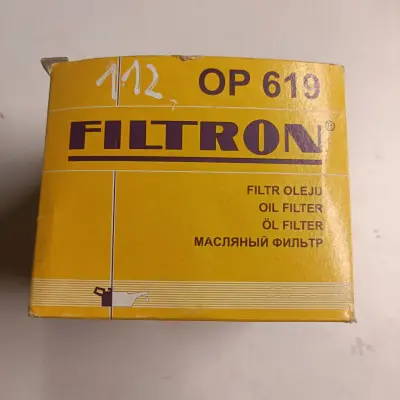 112 OP 619
FILTRON®
FILTR OLEJU
OIL FILTER
ÖL FILTER
МАСЛЯНЫЙ ФИЛЬТР